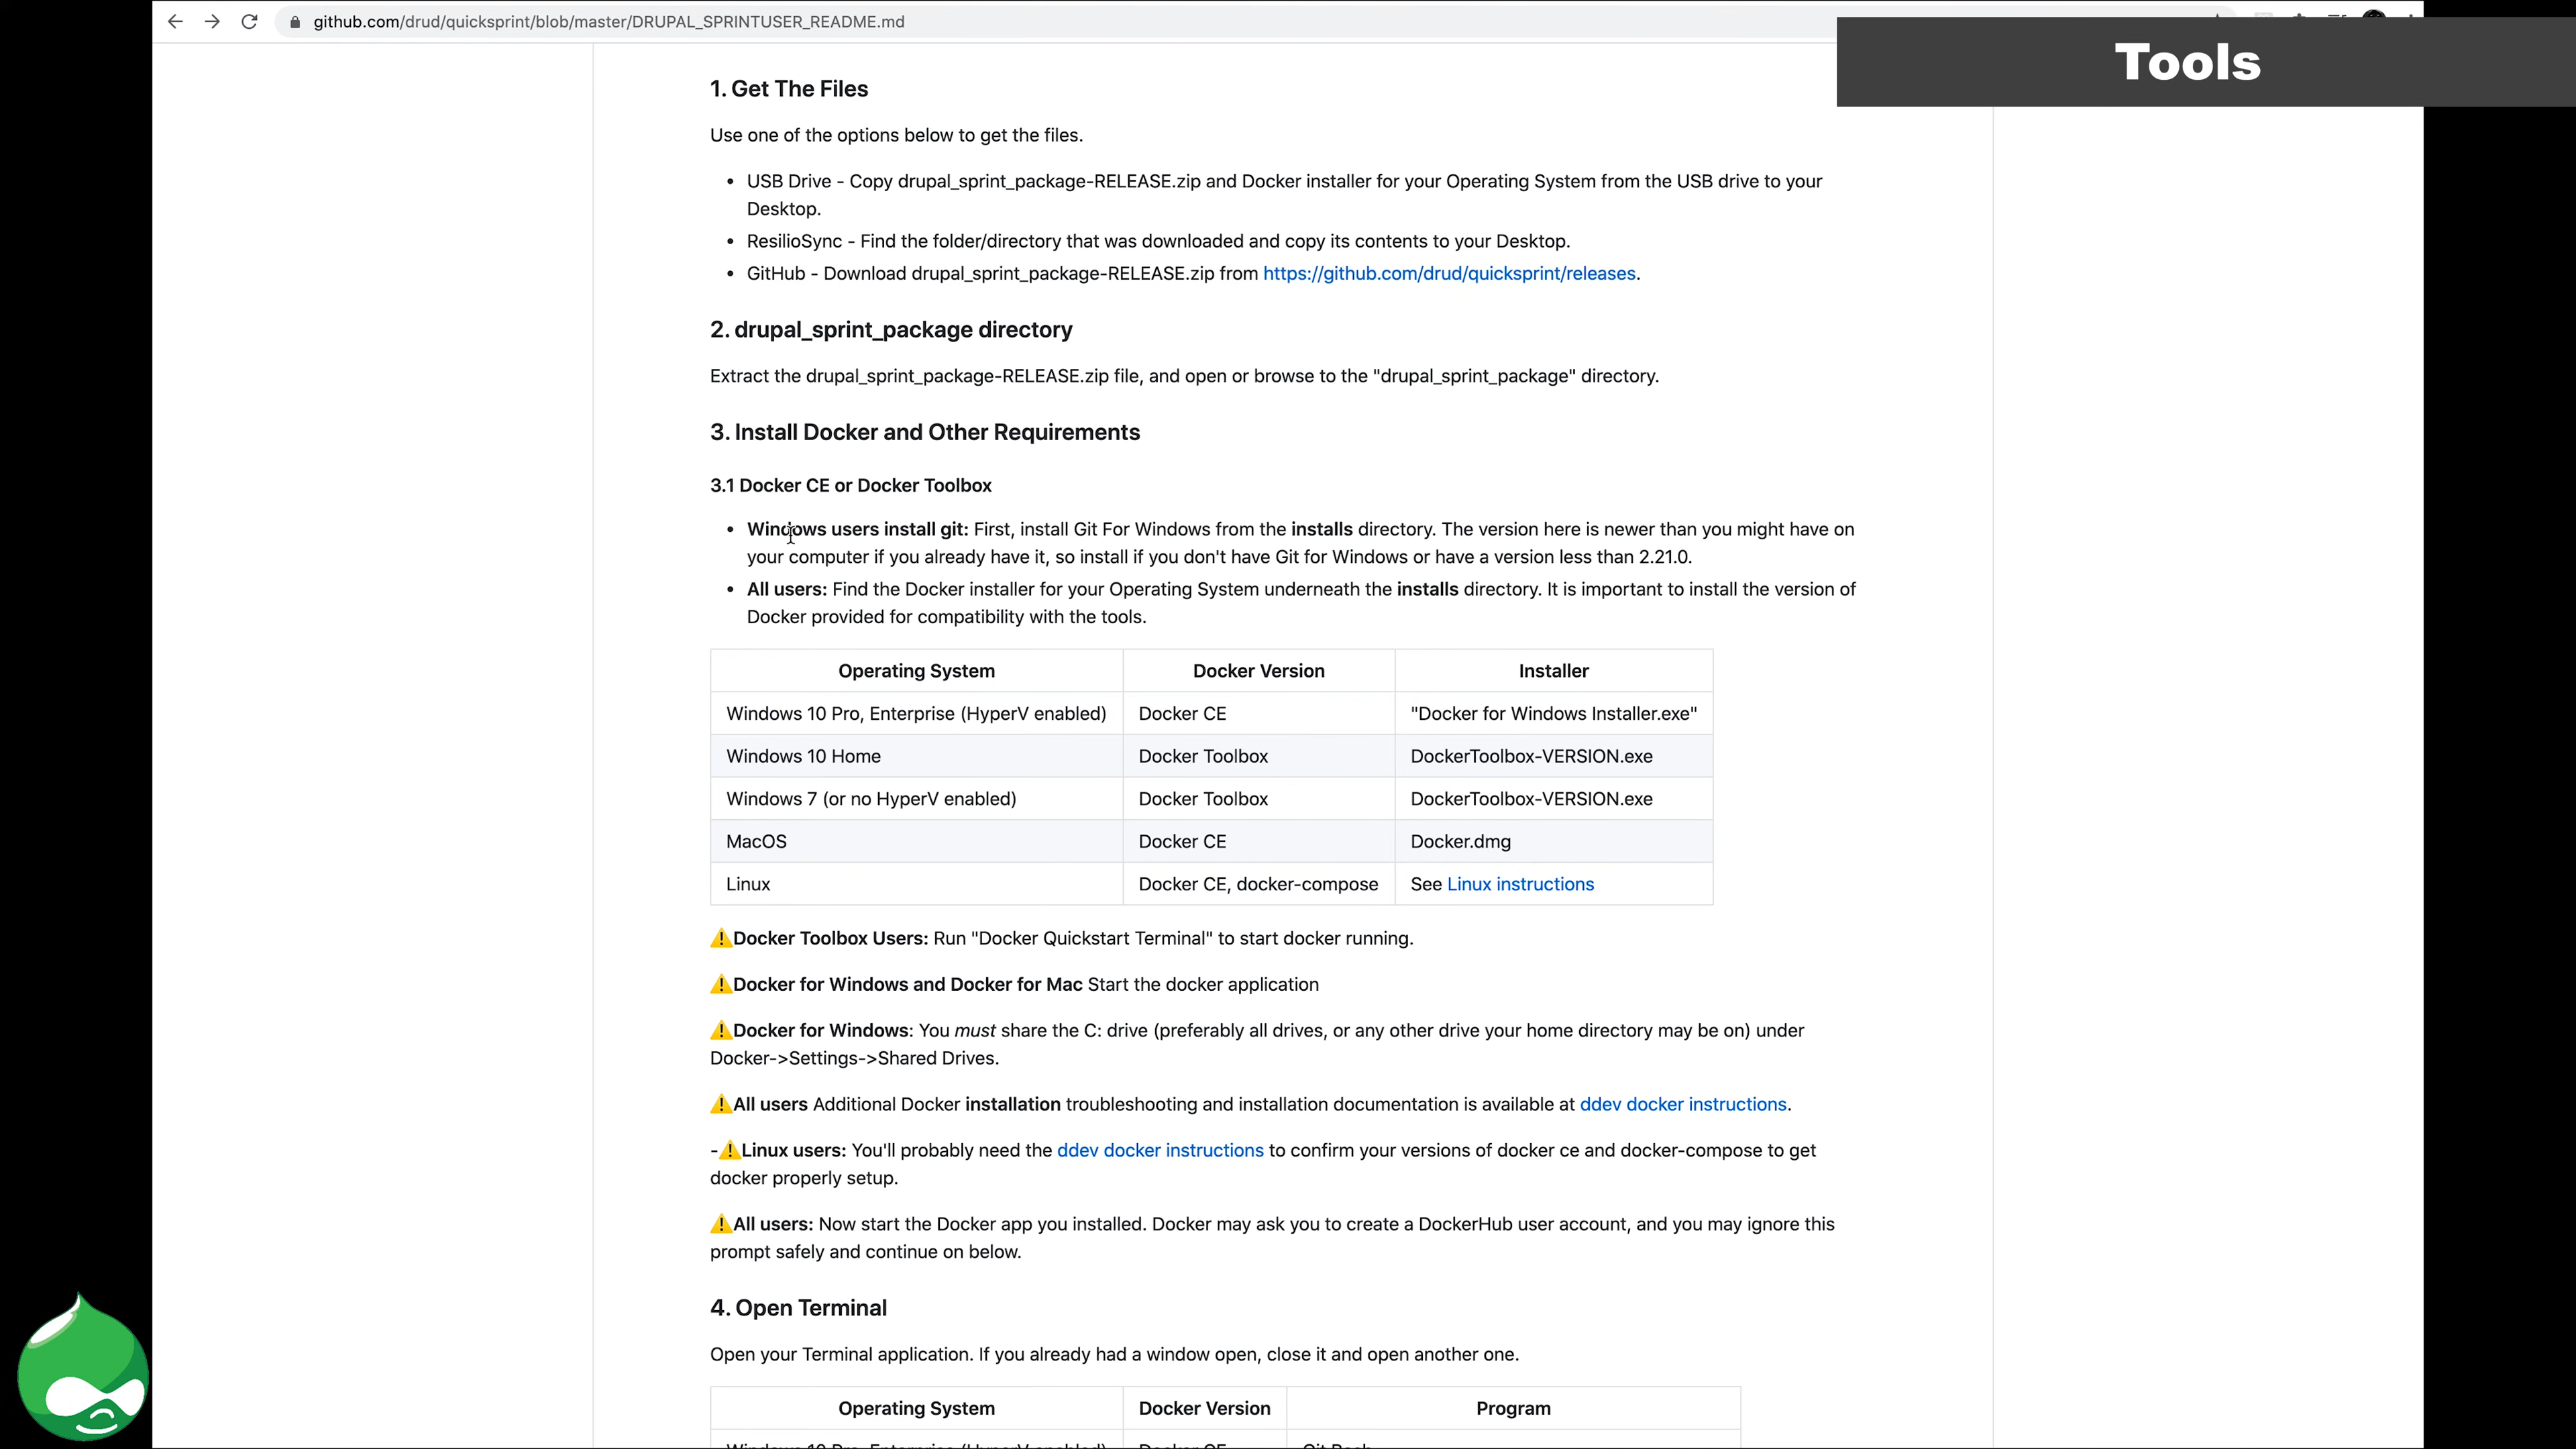 github.com/drud/quicksprint/blob/master/DRUPAL_SPRINTUSER_README.md
Tools
1. Get The Files
Use one of the options below to get the files.
• USB Drive - Copy drupal_sprint_package-RELEASE.zip and Docker installer for your Operating System from the USB drive to your
Desktop.
• ResilioSync - Find the folder/directory that was downloaded and copy its contents to your Desktop.
• GitHub - Download drupal_sprint_package-RELEASE.zip from https://github.com/drud/quicksprint/releases.
2. drupal_sprint_package directory
Extract the drupal_sprint_package-RELEASE.zip file, and open or browse to the "drupal_sprint_package" directory.
3. Install Docker and Other Requirements
3.1 Docker CE or Docker Toolbox
• Windows users install git: First, install Git For Windows from the installs directory. The version here is newer than you might have on
your computer if you already have it, so install if you don't have Git for Windows or have a version less than 2.21.0.
• All users: Find the Docker installer for your Operating System underneath the installs directory. It is important to install the version of
Docker provided for compatibility with the tools.
Operating System Docker Version Installer
Windows 10 Pro, Enterprise (HyperV enabled) Docker CE "Docker for Windows Installer.exe"
Windows 10 Home Docker Toolbox DockerToolbox-VERSION.exe
Windows 7 (or no HyperV enabled) Docker Toolbox DockerToolbox-VERSION.exe
MacOS Docker CE Docker.dmg
Linux Docker CE, docker-compose See Linux instructions
⚠️Docker Toolbox Users: Run "Docker Quickstart Terminal" to start docker running.
⚠️Docker for Windows and Docker for Mac Start the docker application
⚠️Docker for Windows: You must share the C: drive (preferably all drives, or any other drive your home directory may be on) under
Docker->Settings->Shared Drives.
⚠️All users Additional Docker installation troubleshooting and installation documentation is available at ddev docker instructions.
-⚠️Linux users: You'll probably need the ddev docker instructions to confirm your versions of docker ce and docker-compose to get
docker properly setup.
⚠️All users: Now start the Docker app you installed. Docker may ask you to create a DockerHub user account, and you may ignore this
prompt safely and continue on below.
4. Open Terminal
Open your Terminal application. If you already had a window open, close it and open another one.
Operating System Docker Version Program
Windows 10 Pro, Enterprise (HyperV enabled) Docker CE Git Bash